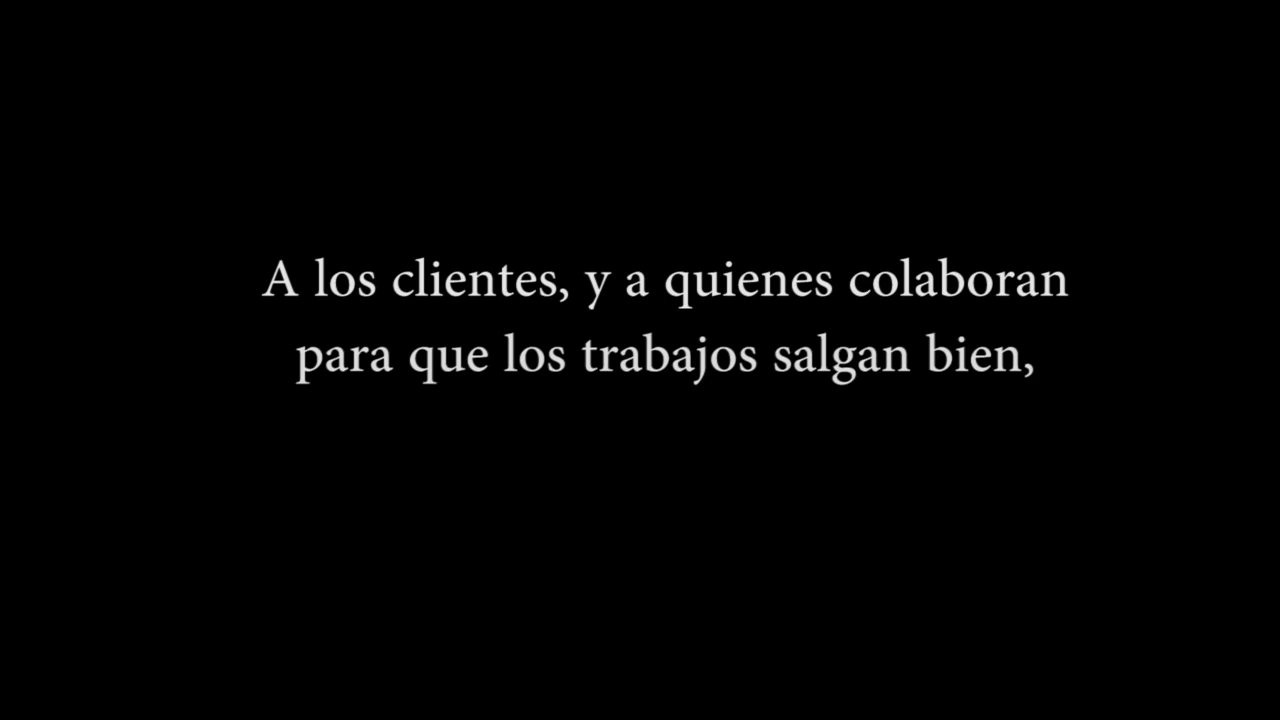 A los clientes, y a quienes colaboran
para que los trabajos salgan bien,